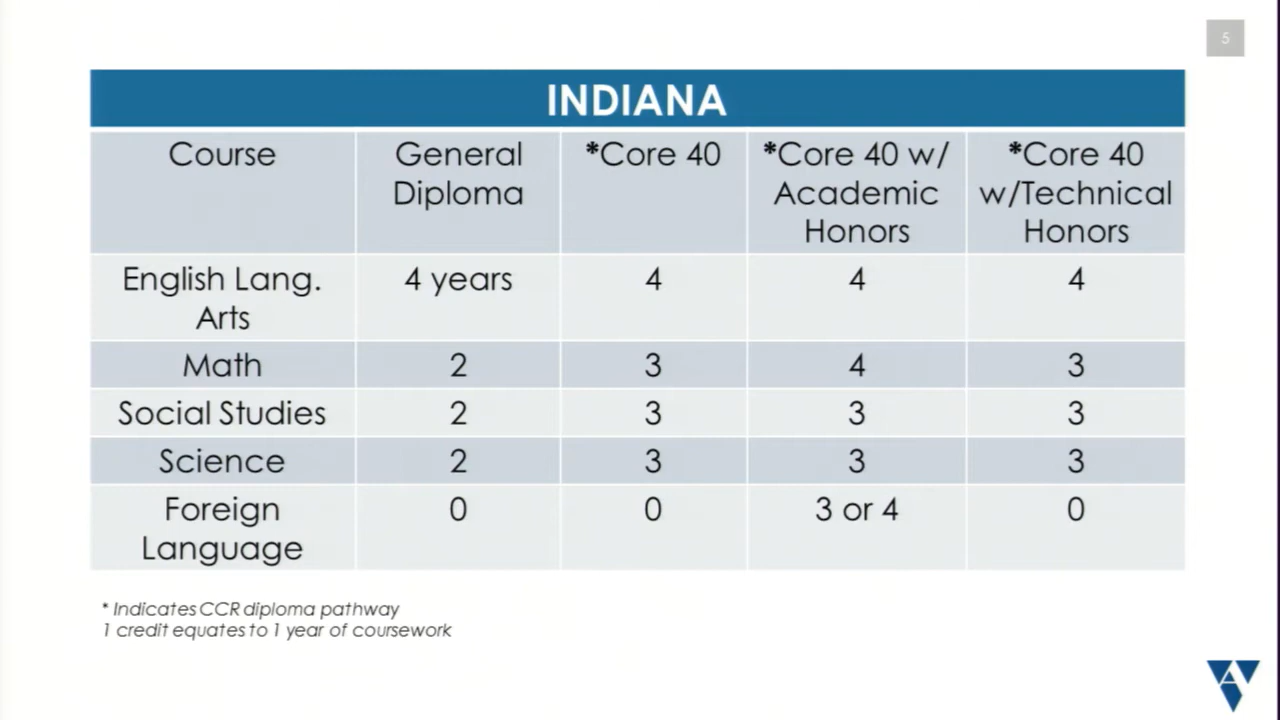 5
INDIANA
Course
General
Diploma
*Core 40
*Core 40 w/
Academic
Honors
*Core 40
w/Technical
Honors
English Lang.
Arts
4 years
4
4
4
Math
2
3
4
3
Social Studies
2
3
3
3
Science
2
3
3
3
Foreign
Language
0
0
3 or 4
0
* Indicates CCR diploma pathway
1 credit equates to 1 year of coursework
A